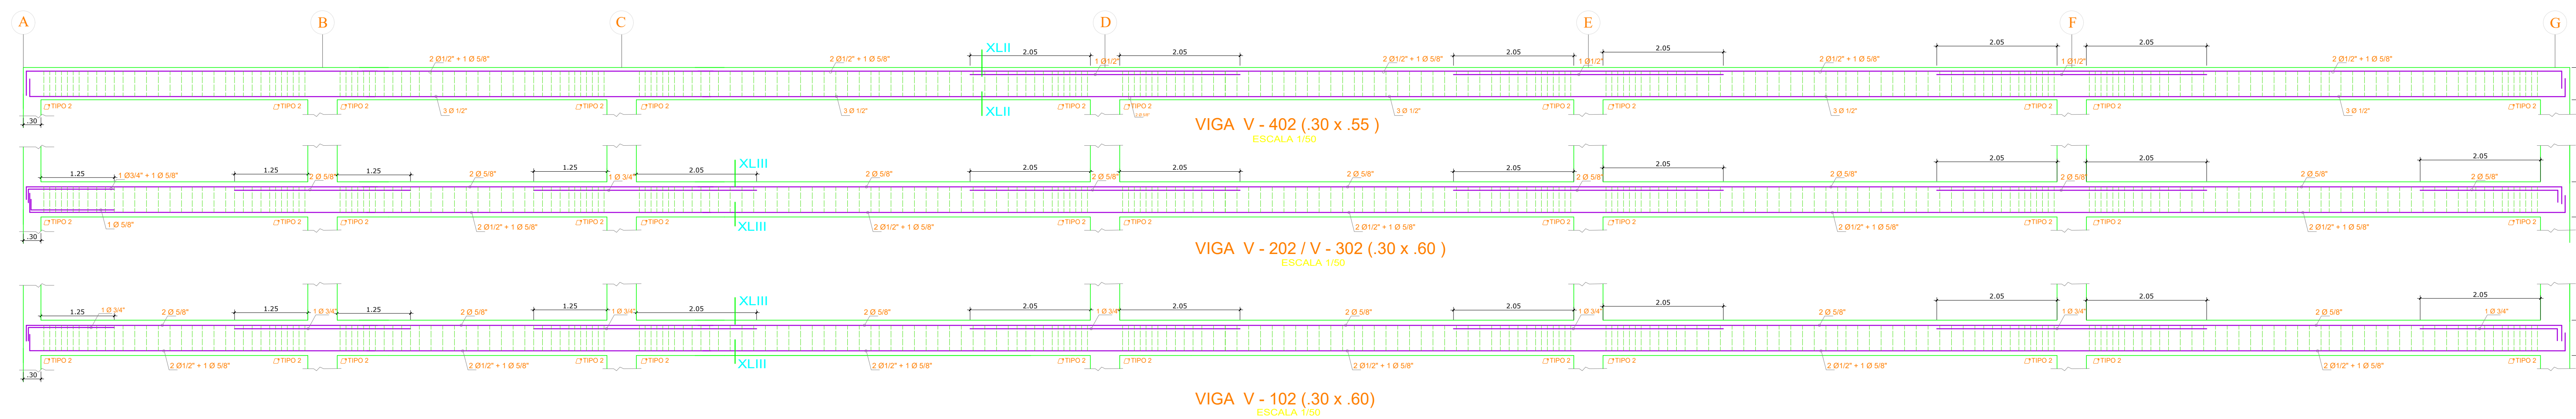 A B C D E F G
XLII
2.05 2.05 2.05 2.05 2.05 2.05
2 Ø1/2" + 1 Ø 5/8" 2 Ø1/2" + 1 Ø 5/8" 1 Ø1/2" 2 Ø1/2" + 1 Ø 5/8" 1 Ø1/2" 2 Ø1/2" + 1 Ø 5/8" 1 Ø1/2" 2 Ø1/2" + 1 Ø 5/8"
TIPO 2 TIPO 2 TIPO 2 TIPO 2 TIPO 2 TIPO 2 TIPO 2 TIPO 2 TIPO 2 TIPO 2 TIPO 2 TIPO 2
3 Ø 1/2" 3 Ø 1/2" XLII 3 Ø 1/2" 3 Ø 1/2" 3 Ø 1/2"
.30
VIGA V - 402 (.30 x .55 )
ESCALA 1/50
XLIII
1.25 1.25 1.25 1.25 2.05 2.05 2.05 2.05 2.05 2.05 2.05 2.05
1 Ø3/4" + 1 Ø 5/8" 2 Ø 5/8" 2 Ø 5/8" 1 Ø 3/4" 2 Ø 5/8" 2 Ø 5/8" 2 Ø 5/8" 2 Ø 5/8" 2 Ø 5/8" 2 Ø 5/8" 2 Ø 5/8" 2 Ø 5/8"
TIPO 2 TIPO 2 TIPO 2 TIPO 2 TIPO 2 TIPO 2 TIPO 2 TIPO 2 TIPO 2 TIPO 2 TIPO 2 TIPO 2
1 Ø 5/8" 2 Ø1/2" + 1 Ø 5/8" XLIII 2 Ø1/2" + 1 Ø 5/8" 2 Ø1/2" + 1 Ø 5/8" 2 Ø1/2" + 1 Ø 5/8" 2 Ø1/2" + 1 Ø 5/8"
.30
VIGA V - 202 / V - 302 (.30 x .60 )
ESCALA 1/50
XLIII
1.25 1.25 1.25 1.25 2.05 2.05 2.05 2.05 2.05 2.05 2.05 2.05
1 Ø 3/4" 2 Ø 5/8" 1 Ø 3/4" 2 Ø 5/8" 1 Ø 3/4" 2 Ø 5/8" 1 Ø 3/4" 2 Ø 5/8" 1 Ø 3/4" 2 Ø 5/8" 1 Ø 3/4" 2 Ø 5/8" 1 Ø 3/4"
TIPO 2 TIPO 2 TIPO 2 TIPO 2 TIPO 2 TIPO 2 TIPO 2 TIPO 2 TIPO 2 TIPO 2 TIPO 2 TIPO 2
2 Ø1/2" + 1 Ø 5/8" 2 Ø1/2" + 1 Ø 5/8" XLIII 2 Ø1/2" + 1 Ø 5/8" 2 Ø1/2" + 1 Ø 5/8" 2 Ø1/2" + 1 Ø 5/8" 2 Ø1/2" + 1 Ø 5/8"
.30
VIGA V - 102 (.30 x .60)
ESCALA 1/50